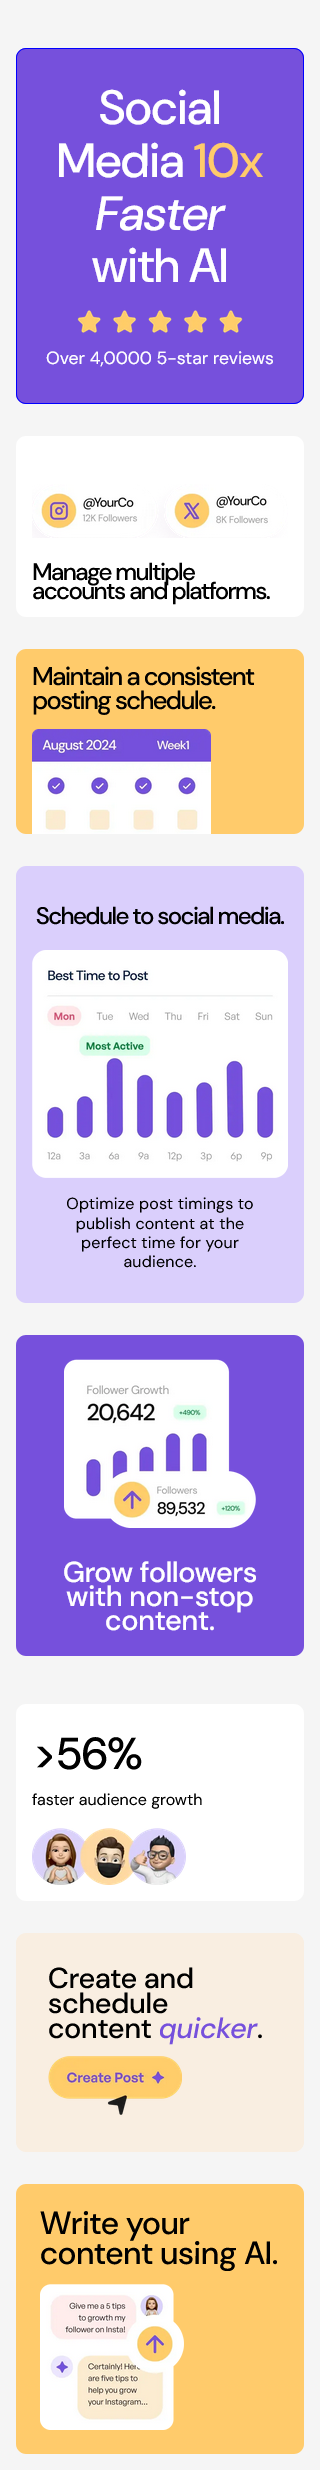 Social
Media 10x
Faster
with AI
Over 4,0000 5-star reviews
@YourCo
12K Followers
@YourCo
8K Followers
Manage multiple
accounts and platforms.
Maintain a consistent
posting schedule.
August 2024 Week1
Schedule to social media.
Best Time to Post
Mon Tue Wed Thu Fri Sat Sun
Most Active
12a 3a 6a 9a 12p 3p 6p 9p
Optimize post timings to
publish content at the
perfect time for your
audience.
Follower Growth
20,642 +490%
Followers
89,532 +120%
Grow followers
with non-stop
content.
>56%
faster audience growth
Create and
schedule
content quicker.
Create Post
Write your
content using AI.
Give me a 5 tips
to growth my
follower on Insta!
Certainly! Here
are five tips to
help you grow
your Instagram...